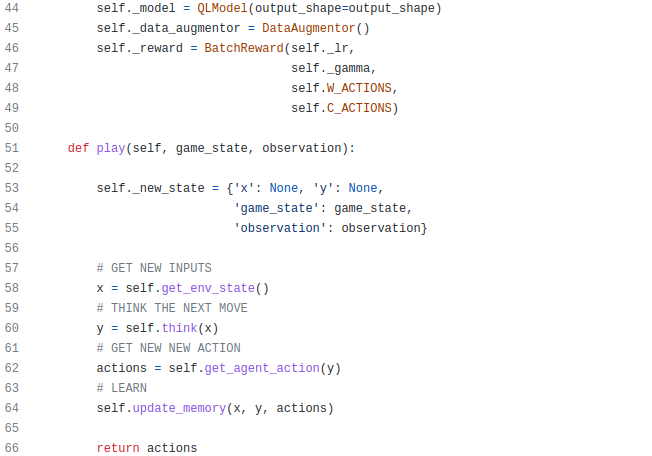 44 self._model = QLModel(output_shape=output_shape)
45 self._data_augmentor = DataAugmentor()
46 self._reward = BatchReward(self._lr,
47 self._gamma,
48 self.W_ACTIONS,
49 self.C_ACTIONS)
50
51 def play(self, game_state, observation):
52
53 self._new_state = {'x': None, 'y': None,
54 'game_state': game_state,
55 'observation': observation}
56
57 # GET NEW INPUTS
58 x = self.get_env_state()
59 # THINK THE NEXT MOVE
60 y = self.think(x)
61 # GET NEW NEW ACTION
62 actions = self.get_agent_action(y)
63 # LEARN
64 self.update_memory(x, y, actions)
65
66 return actions